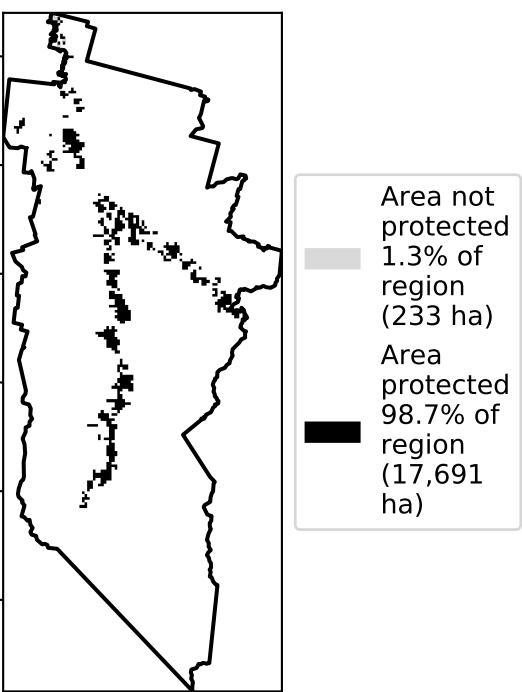 Area not
protected
1.3% of
region
(233 ha)
Area
protected
98.7% of
region
(17,691
ha)